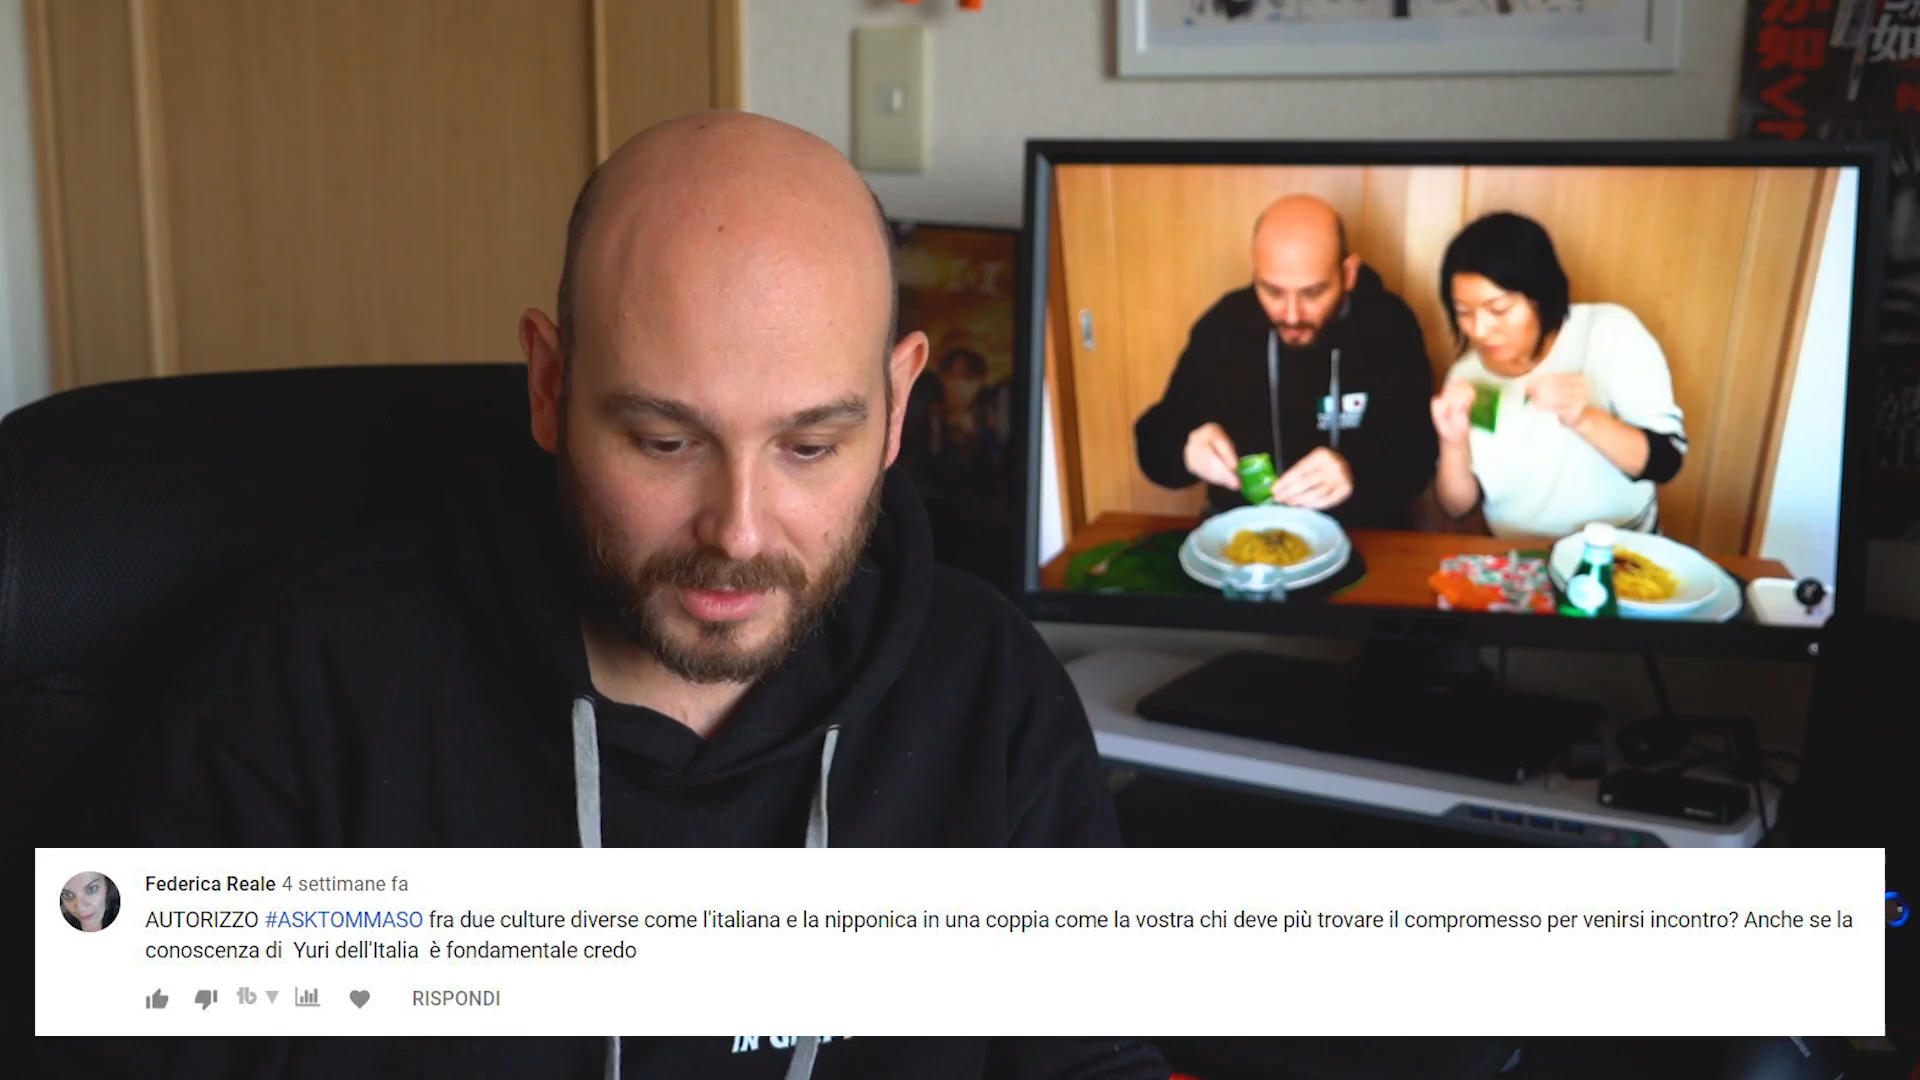 Federica Reale 4 settimane fa
AUTORIZZO #ASKTOMMASO fra due culture diverse come l'italiana e la nipponica in una coppia come la vostra chi deve più trovare il compromesso per venirsi incontro? Anche se la
conoscenza di Yuri dell'Italia è fondamentale credo
RISPONDI